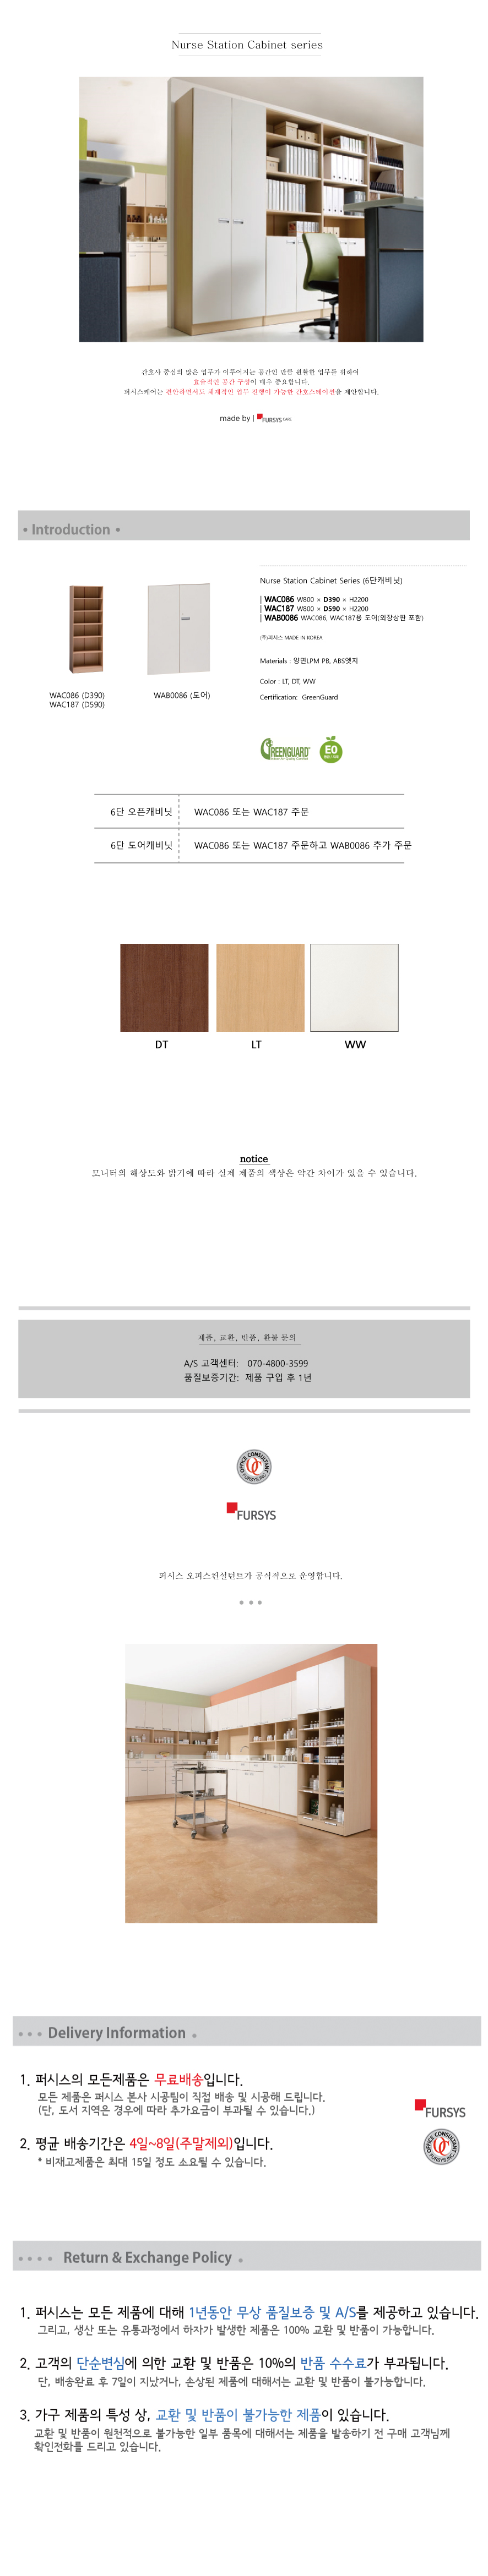 Nurse Station Cabinet series
간호사 중심의 많은 업무가 이루어지는 공간인 만큼 원활한 업무를 위하여
효율적인 공간 구성이 매우 중요합니다.
퍼시스케어는 편안하면서도 체계적인 업무 진행이 가능한 간호스테이션을 제안합니다.
made by | FURSYS CARE
• Introduction •
Nurse Station Cabinet Series (6단캐비닛)
| WAC086 W800 × D390 × H2200
| WAC187 W800 × D590 × H2200
| WAB0086 WAC086, WAC187용 도어(외장상판 포함)
(주)퍼시스 MADE IN KOREA
Materials : 양면LPM PB, ABS엣지
Color : LT, DT, WW
Certification: GreenGuard
WAC086 (D390)
WAC187 (D590)
WAB0086 (도어)
GREENGUARD
E0
6단 오픈캐비닛 WAC086 또는 WAC187 주문
6단 도어캐비닛 WAC086 또는 WAC187 주문하고 WAB0086 추가 주문
DT LT WW
notice
모니터의 해상도와 밝기에 따라 실제 제품의 색상은 약간 차이가 있을 수 있습니다.
제품, 교환, 반품, 환불 문의
A/S 고객센터: 070-4800-3599
품질보증기간: 제품 구입 후 1년
OFFICE CONSULTANT
OC
FURSYS, INC.
FURSYS
퍼시스 오피스컨설턴트가 공식적으로 운영합니다.
• • •
• • • Delivery Information •
1. 퍼시스의 모든제품은 무료배송입니다.
모든 제품은 퍼시스 본사 시공팀이 직접 배송 및 시공해 드립니다.
(단, 도서 지역은 경우에 따라 추가요금이 부과될 수 있습니다.)
FURSYS
2. 평균 배송기간은 4일~8일(주말제외)입니다.
* 비재고제품은 최대 15일 정도 소요될 수 있습니다.
OFFICE CONSULTANT
OC
FURSYS, INC.
• • • • Return & Exchange Policy •
1. 퍼시스는 모든 제품에 대해 1년동안 무상 품질보증 및 A/S를 제공하고 있습니다.
그리고, 생산 또는 유통과정에서 하자가 발생한 제품은 100% 교환 및 반품이 가능합니다.
2. 고객의 단순변심에 의한 교환 및 반품은 10%의 반품 수수료가 부과됩니다.
단, 배송완료 후 7일이 지났거나, 손상된 제품에 대해서는 교환 및 반품이 불가능합니다.
3. 가구 제품의 특성 상, 교환 및 반품이 불가능한 제품이 있습니다.
교환 및 반품이 원천적으로 불가능한 일부 품목에 대해서는 제품을 발송하기 전 구매 고객님께
확인전화를 드리고 있습니다.